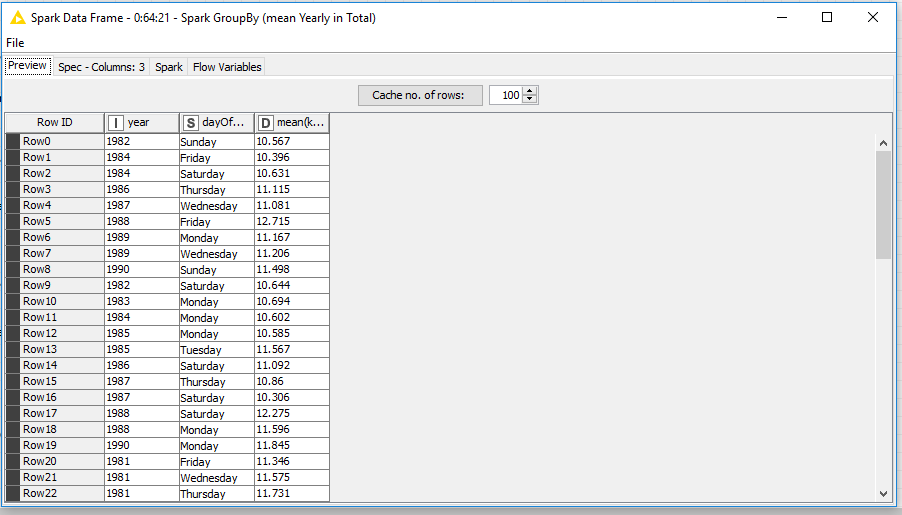 Spark Data Frame - 0:64:21 - Spark GroupBy (mean Yearly in Total)
File
Preview Spec - Columns: 3 Spark Flow Variables
Cache no. of rows: 100
Row ID I year S dayOf... D mean(k...
Row0 1982 Sunday 10.567
Row1 1984 Friday 10.396
Row2 1984 Saturday 10.631
Row3 1986 Thursday 11.115
Row4 1987 Wednesday 11.081
Row5 1988 Friday 12.715
Row6 1989 Monday 11.167
Row7 1989 Wednesday 11.206
Row8 1990 Sunday 11.498
Row9 1982 Saturday 10.644
Row10 1983 Monday 10.694
Row11 1984 Monday 10.602
Row12 1985 Monday 10.585
Row13 1985 Tuesday 11.567
Row14 1986 Saturday 11.092
Row15 1987 Thursday 10.86
Row16 1987 Saturday 10.306
Row17 1988 Saturday 12.275
Row18 1988 Monday 11.596
Row19 1990 Monday 11.845
Row20 1981 Friday 11.346
Row21 1981 Wednesday 11.575
Row22 1981 Thursday 11.731